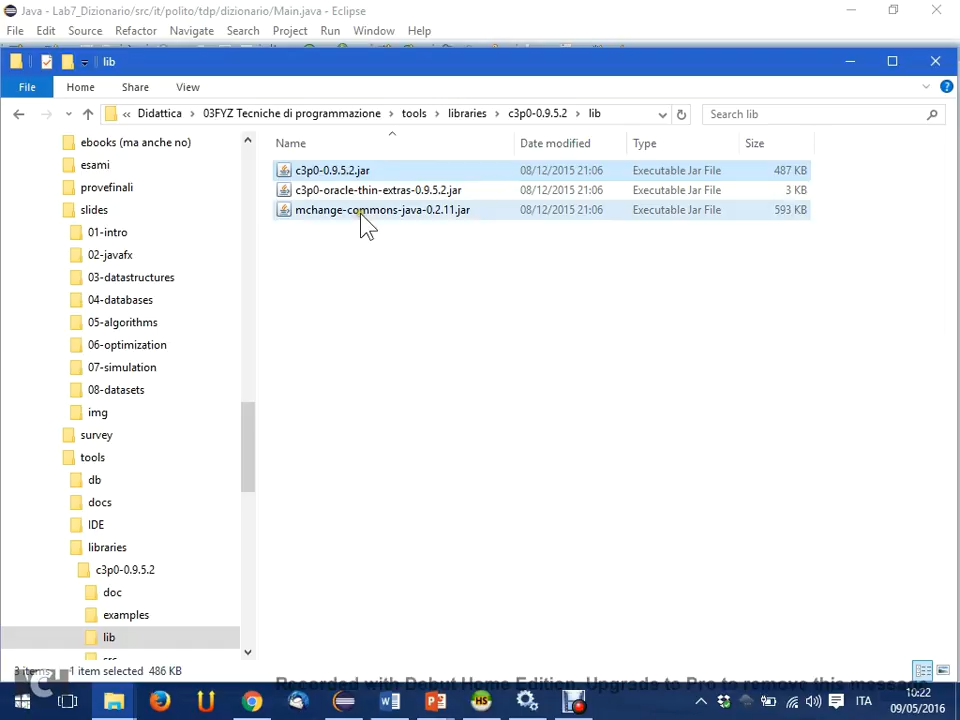 Java - Lab7_Dizionario/src/it/polito/tdp/dizionario/Main.java - Eclipse
File Edit Source Refactor Navigate Search Project Run Window Help
lib
File Home Share View
« Didattica › 03FYZ Tecniche di programmazione › tools › libraries › c3p0-0.9.5.2 › lib
Search lib
Name Date modified Type Size
c3p0-0.9.5.2.jar 08/12/2015 21:06 Executable Jar File 487 KB
c3p0-oracle-thin-extras-0.9.5.2.jar 08/12/2015 21:06 Executable Jar File 3 KB
mchange-commons-java-0.2.11.jar 08/12/2015 21:06 Executable Jar File 593 KB
ebooks (ma anche no)
esami
provefinali
slides
01-intro
02-javafx
03-datastructures
04-databases
05-algorithms
06-optimization
07-simulation
08-datasets
img
survey
tools
db
docs
IDE
libraries
c3p0-0.9.5.2
doc
examples
lib
src
3 items 1 item selected 486 KB
Recorded with Debut Home Edition. Upgrade to Pro to remove this message
ITA
10:22
09/05/2016